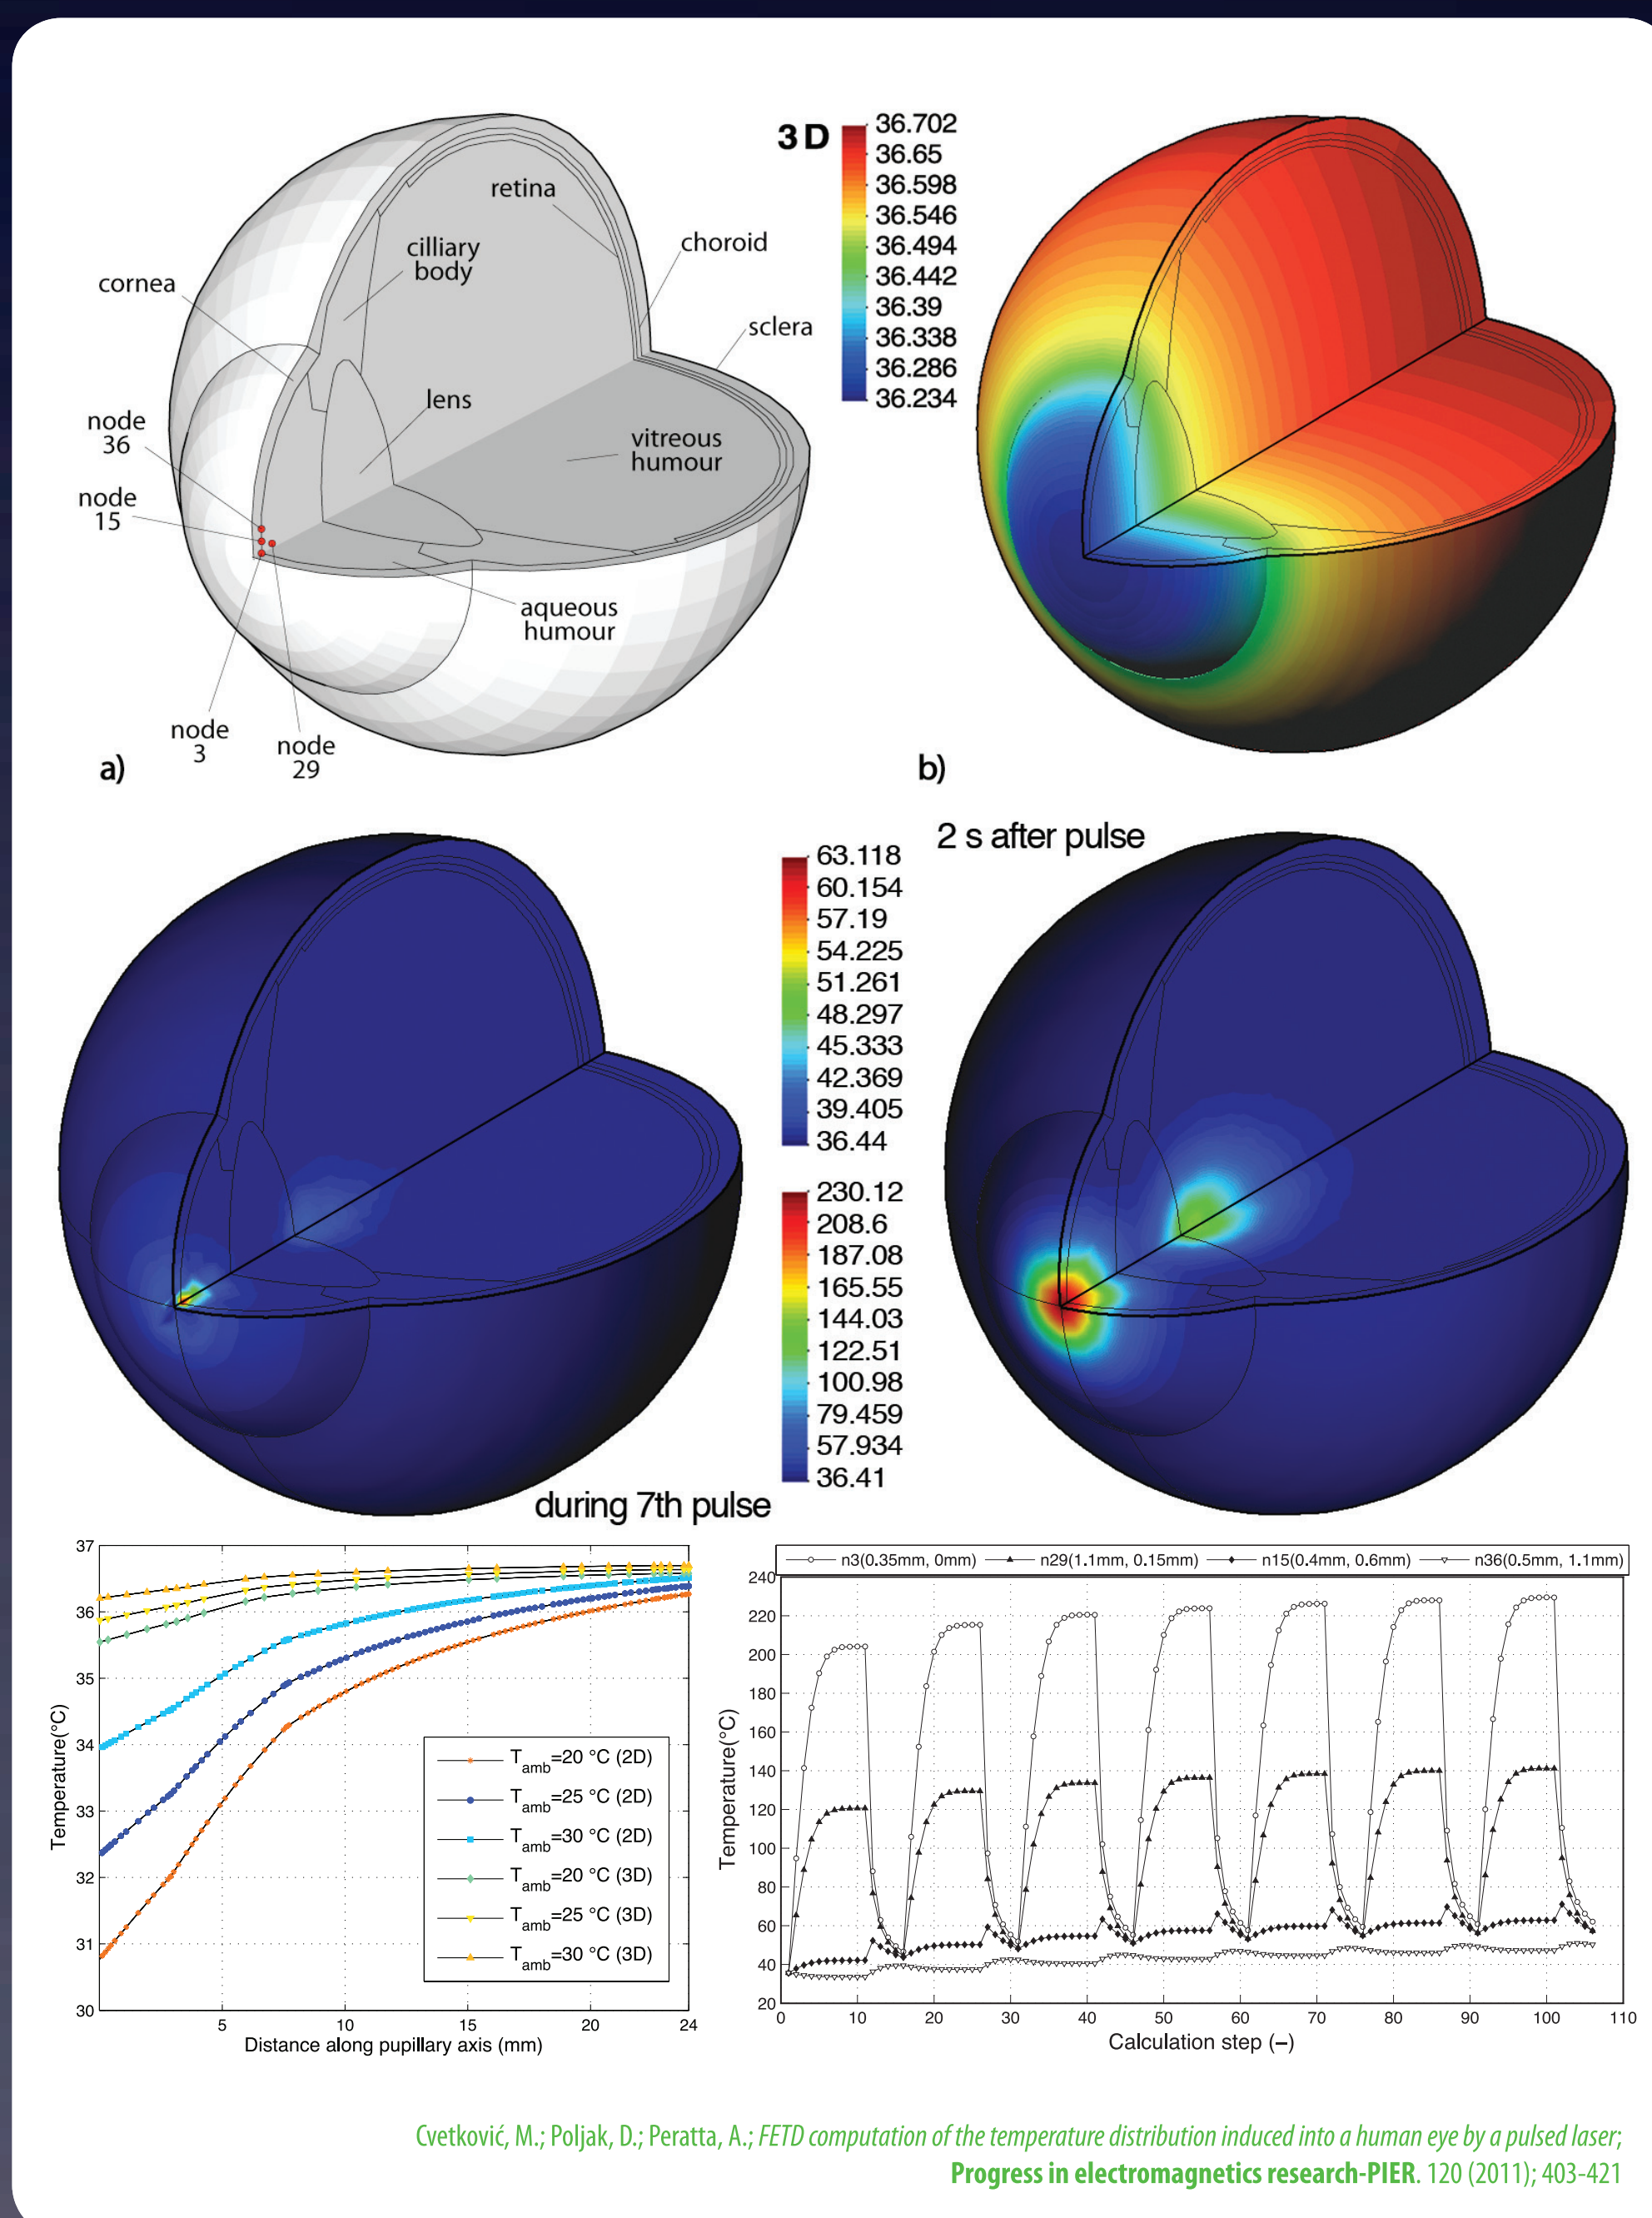 retina
choroid
cilliary
body
cornea
sclera
lens
node
36
vitreous
humour
node
15
aqueous
humour
node
3
node
29
a)
3D
36.702
36.65
36.598
36.546
36.494
36.442
36.39
36.338
36.286
36.234
b)
2 s after pulse
63.118
60.154
57.19
54.225
51.261
48.297
45.333
42.369
39.405
36.44
230.12
208.6
187.08
165.55
144.03
122.51
100.98
79.459
57.934
36.41
during 7th pulse
37
36
35
34
33
32
31
30
Temperature(°C)
5 10 15 20 24
Distance along pupillary axis (mm)
Tamb=20 °C (2D)
Tamb=25 °C (2D)
Tamb=30 °C (2D)
Tamb=20 °C (3D)
Tamb=25 °C (3D)
Tamb=30 °C (3D)
n3(0.35mm, 0mm) n29(1.1mm, 0.15mm) n15(0.4mm, 0.6mm) n36(0.5mm, 1.1mm)
240
220
200
180
160
140
120
100
80
60
40
20
Temperature(°C)
0 10 20 30 40 50 60 70 80 90 100 110
Calculation step (–)
Cvetković, M.; Poljak, D.; Peratta, A.; FETD computation of the temperature distribution induced into a human eye by a pulsed laser;
Progress in electromagnetics research-PIER. 120 (2011); 403-421